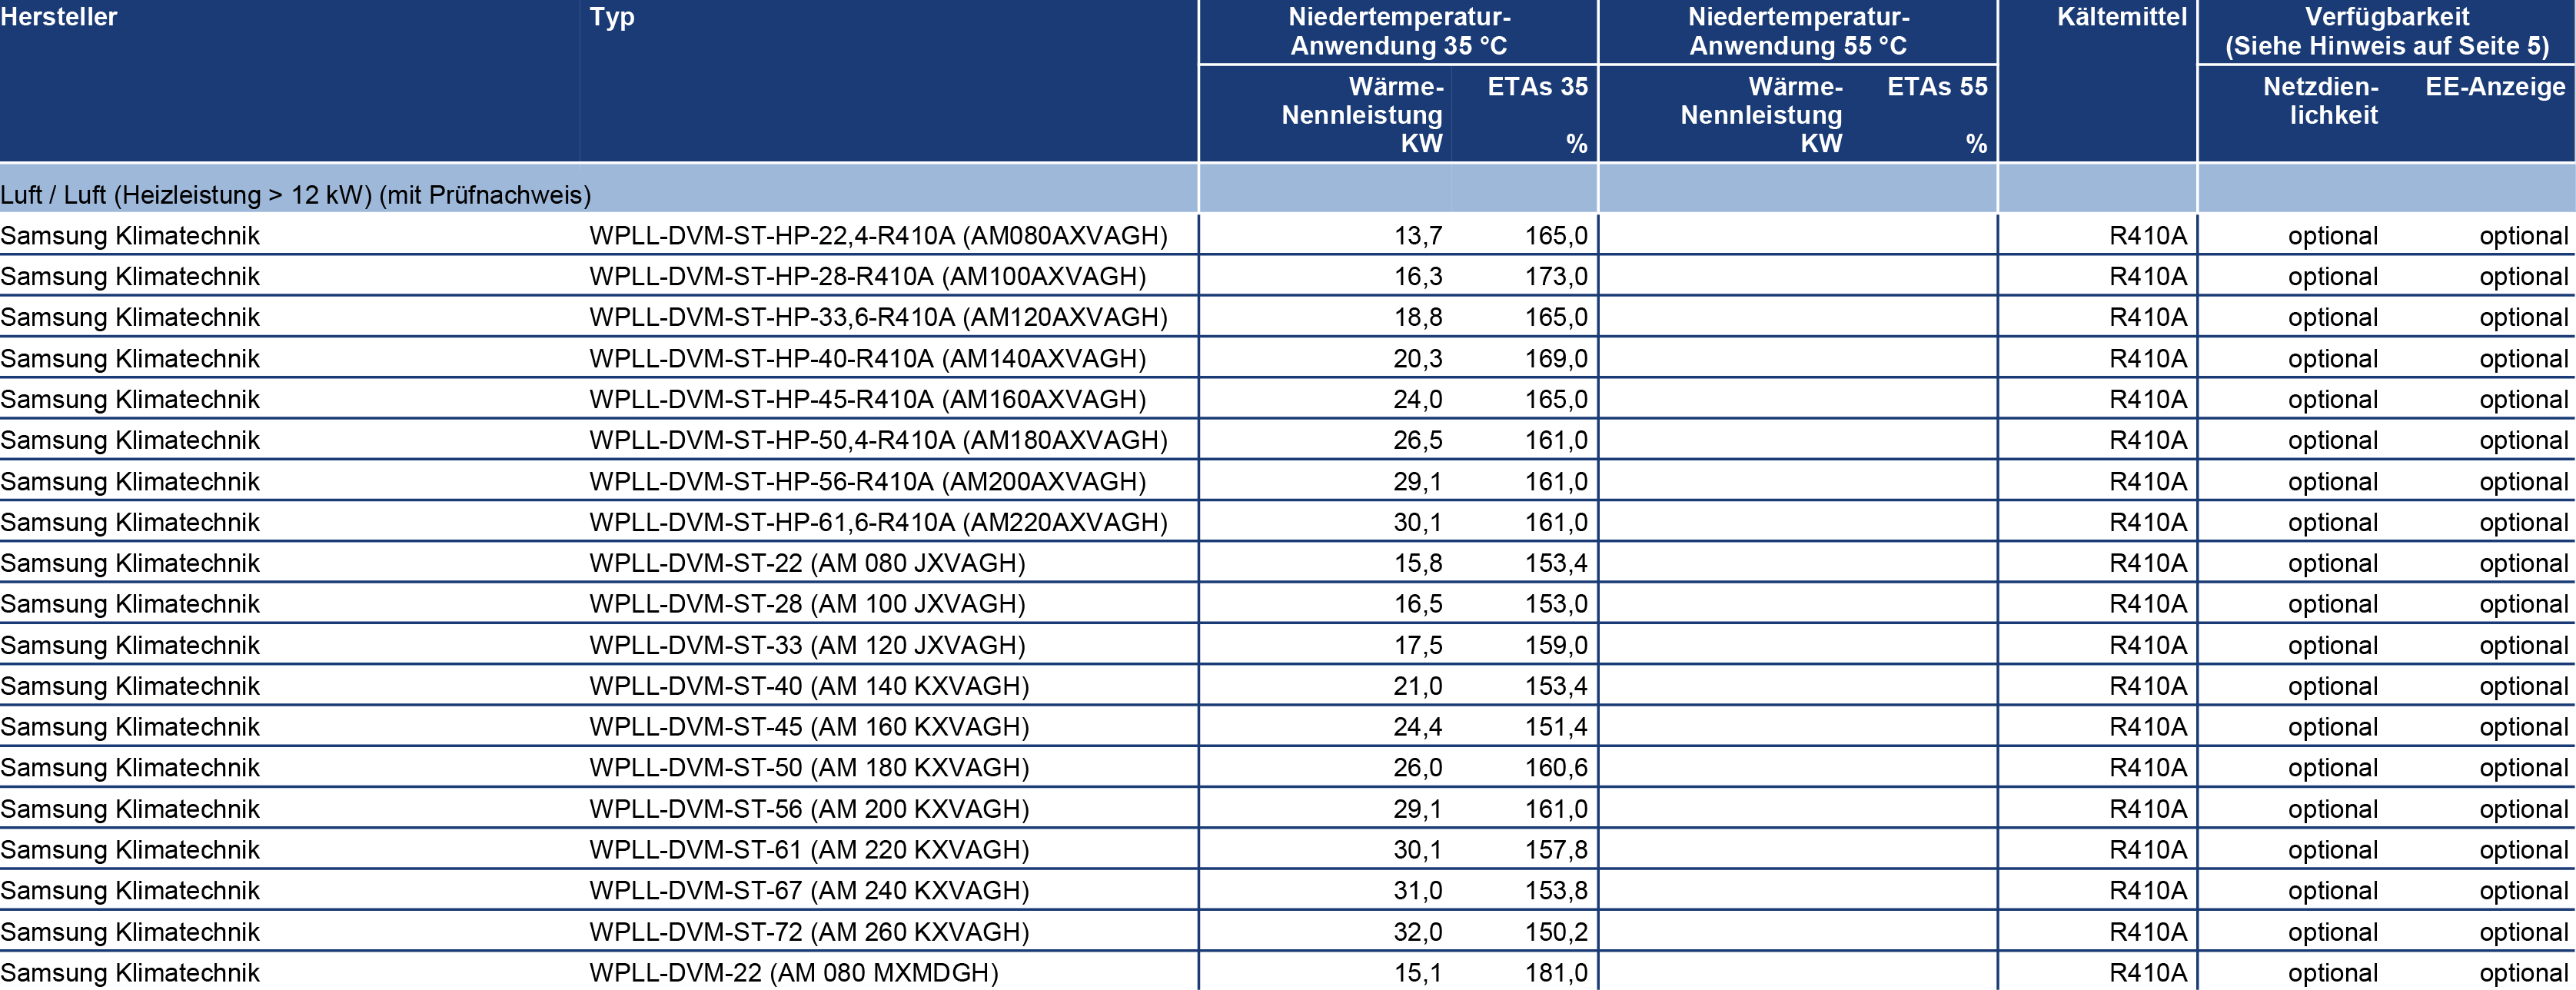 Hersteller Typ Niedertemperatur- Niedertemperatur- Kältemittel Verfügbarkeit
Anwendung 35 °C Anwendung 55 °C (Siehe Hinweis auf Seite 5)
Wärme- ETAs 35 Wärme- ETAs 55 Netzdien- EE-Anzeige
Nennleistung Nennleistung lichkeit
KW % KW %
Luft / Luft (Heizleistung > 12 kW) (mit Prüfnachweis)
Samsung Klimatechnik WPLL-DVM-ST-HP-22,4-R410A (AM080AXVAGH) 13,7 165,0 R410A optional optional
Samsung Klimatechnik WPLL-DVM-ST-HP-28-R410A (AM100AXVAGH) 16,3 173,0 R410A optional optional
Samsung Klimatechnik WPLL-DVM-ST-HP-33,6-R410A (AM120AXVAGH) 18,8 165,0 R410A optional optional
Samsung Klimatechnik WPLL-DVM-ST-HP-40-R410A (AM140AXVAGH) 20,3 169,0 R410A optional optional
Samsung Klimatechnik WPLL-DVM-ST-HP-45-R410A (AM160AXVAGH) 24,0 165,0 R410A optional optional
Samsung Klimatechnik WPLL-DVM-ST-HP-50,4-R410A (AM180AXVAGH) 26,5 161,0 R410A optional optional
Samsung Klimatechnik WPLL-DVM-ST-HP-56-R410A (AM200AXVAGH) 29,1 161,0 R410A optional optional
Samsung Klimatechnik WPLL-DVM-ST-HP-61,6-R410A (AM220AXVAGH) 30,1 161,0 R410A optional optional
Samsung Klimatechnik WPLL-DVM-ST-22 (AM 080 JXVAGH) 15,8 153,4 R410A optional optional
Samsung Klimatechnik WPLL-DVM-ST-28 (AM 100 JXVAGH) 16,5 153,0 R410A optional optional
Samsung Klimatechnik WPLL-DVM-ST-33 (AM 120 JXVAGH) 17,5 159,0 R410A optional optional
Samsung Klimatechnik WPLL-DVM-ST-40 (AM 140 KXVAGH) 21,0 153,4 R410A optional optional
Samsung Klimatechnik WPLL-DVM-ST-45 (AM 160 KXVAGH) 24,4 151,4 R410A optional optional
Samsung Klimatechnik WPLL-DVM-ST-50 (AM 180 KXVAGH) 26,0 160,6 R410A optional optional
Samsung Klimatechnik WPLL-DVM-ST-56 (AM 200 KXVAGH) 29,1 161,0 R410A optional optional
Samsung Klimatechnik WPLL-DVM-ST-61 (AM 220 KXVAGH) 30,1 157,8 R410A optional optional
Samsung Klimatechnik WPLL-DVM-ST-67 (AM 240 KXVAGH) 31,0 153,8 R410A optional optional
Samsung Klimatechnik WPLL-DVM-ST-72 (AM 260 KXVAGH) 32,0 150,2 R410A optional optional
Samsung Klimatechnik WPLL-DVM-22 (AM 080 MXMDGH) 15,1 181,0 R410A optional optional